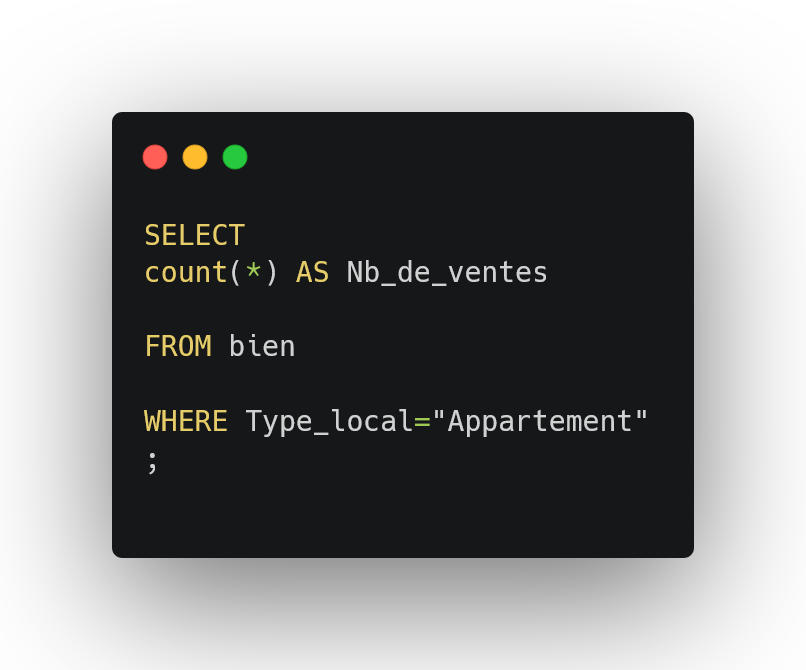 SELECT
count(*) AS Nb_de_ventes
FROM bien
WHERE Type_local="Appartement"
;